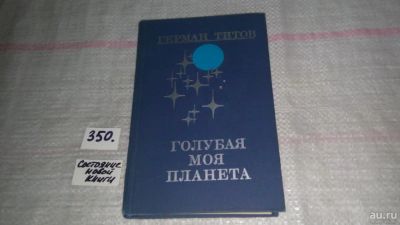 ГЕРМАН ТИТОВ
ГОЛУБАЯ
МОЯ
ПЛАНЕТА
350.
Состояние
новой
книги
au.ru